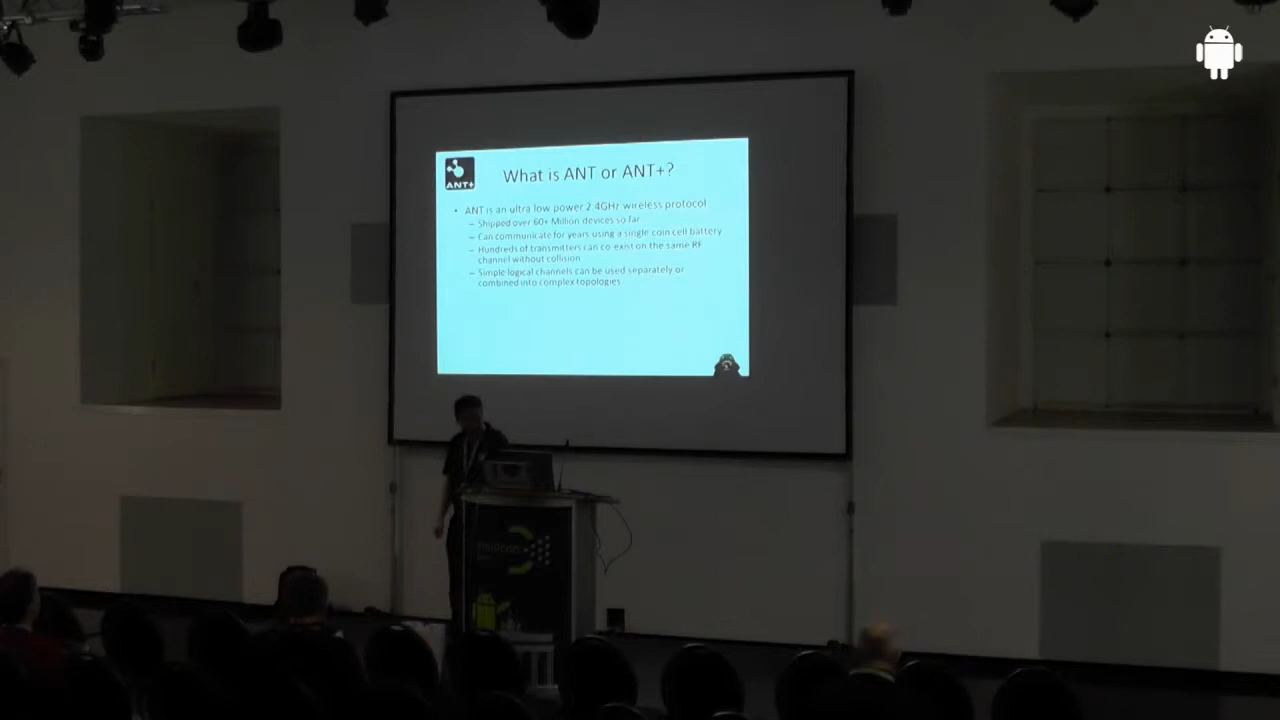 What is ANT or ANT+?
ANT+
• ANT is an ultra low power 2.4GHz wireless protocol
– Shipped over 60+ Million devices so far
– Can communicate for years using a single coin cell battery
– Hundreds of transmitters can co-exist on the same RF
channel without collision
– Simple logical channels can be used separately or
combined into complex topologies